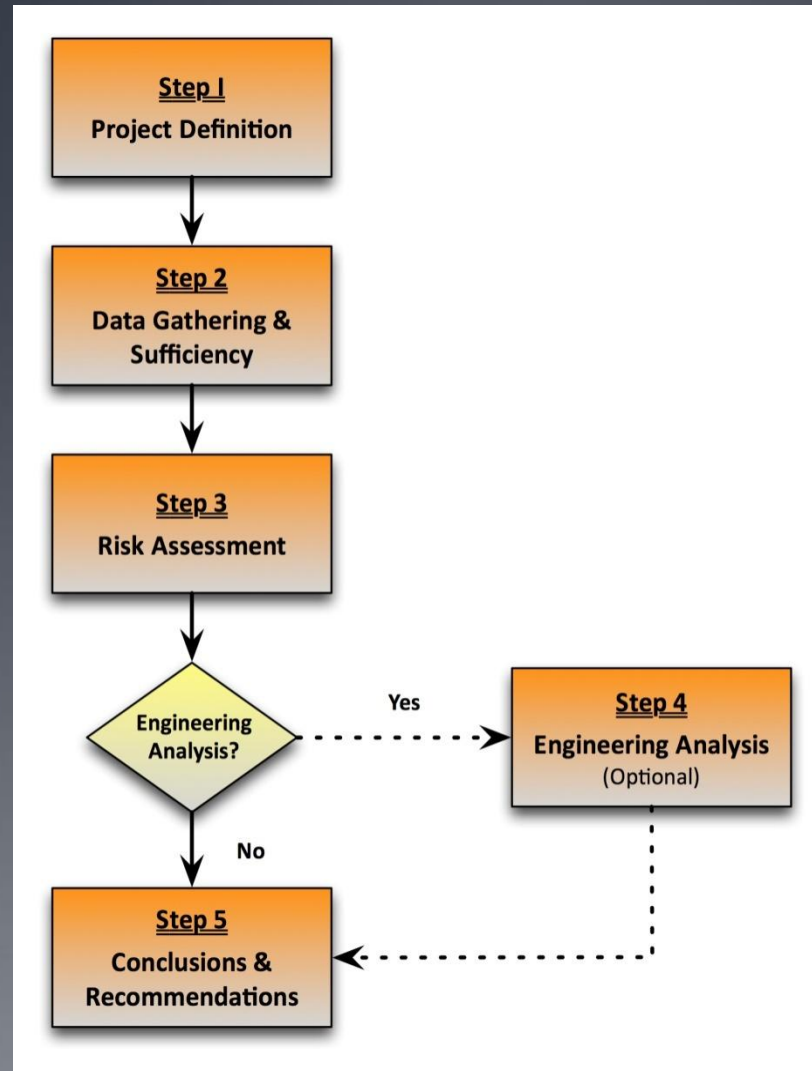 Step I
Project Definition
Step 2
Data Gathering &
Sufficiency
Step 3
Risk Assessment
Engineering
Analysis?
Yes
Step 4
Engineering Analysis
(Optional)
No
Step 5
Conclusions &
Recommendations